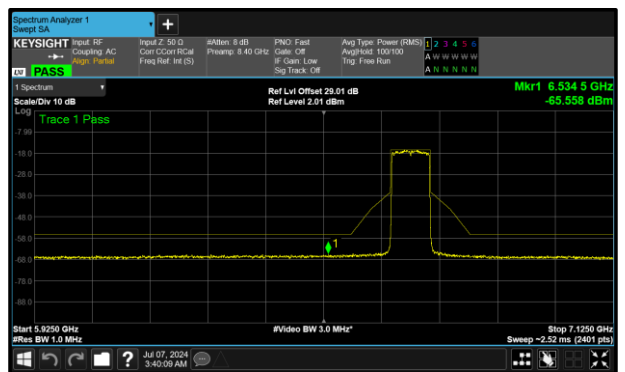 Spectrum Analyzer 1
Swept SA
+
KEYSIGHT
Input: RF
Coupling: AC
Align: Partial
Input Z: 50 Ω
Corr CCorr RCal
Freq Ref: Int (S)
#Atten: 8 dB
Preamp: 8.40 GHz
PNO: Fast
Gate: Off
IF Gain: Low
Sig Track: Off
Avg Type: Power (RMS)
Avg|Hold: 100/100
Trig: Free Run
1 2 3 4 5 6
A W W W W W
A N N N N N
LXI
PASS
1 Spectrum
Scale/Div 10 dB
Ref Lvl Offset 29.01 dB
Ref Level 2.01 dBm
Mkr1 6.534 5 GHz
-65.558 dBm
Log
Trace 1 Pass
-7.99
-18.0
-28.0
-38.0
-48.0
-58.0
-68.0
-78.0
-88.0
1
Start 5.9250 GHz
#Res BW 1.0 MHz
#Video BW 3.0 MHz*
Stop 7.1250 GHz
Sweep ~2.52 ms (2401 pts)
?
Jul 07, 2024
3:40:09 AM